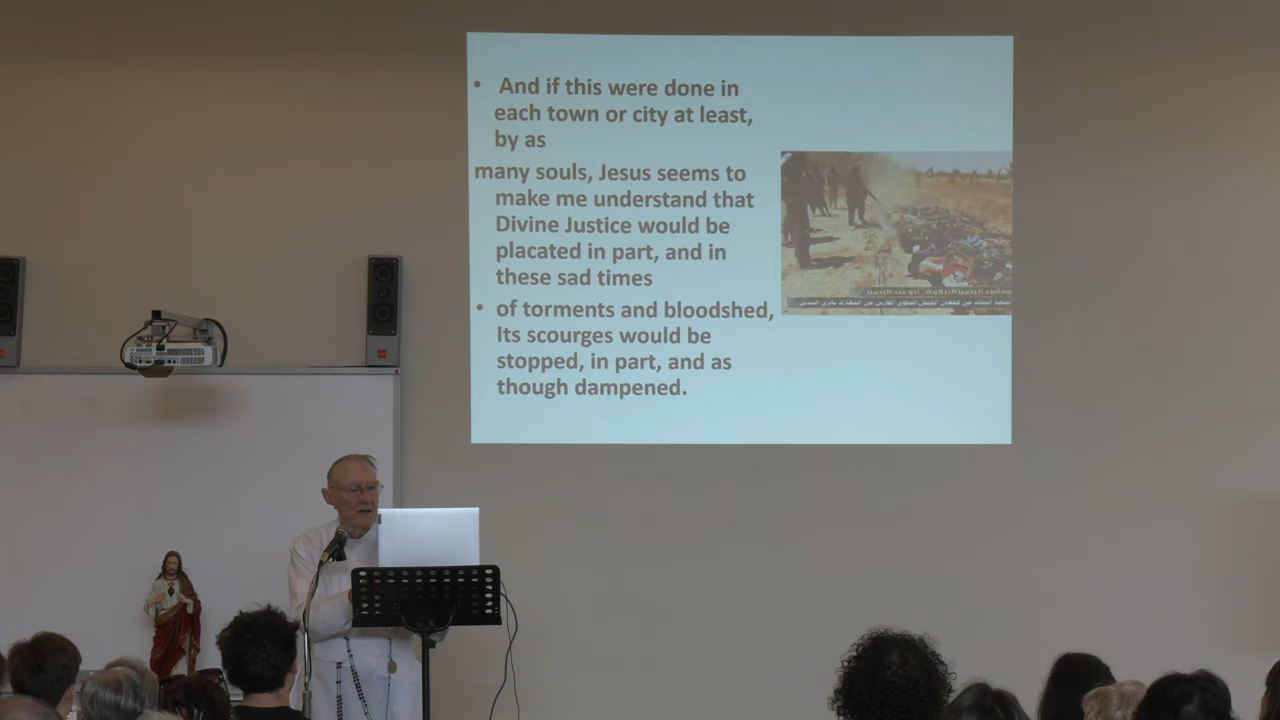 • And if this were done in
each town or city at least,
by as
many souls, Jesus seems to
make me understand that
Divine Justice would be
placated in part, and in
these sad times
• of torments and bloodshed,
Its scourges would be
stopped, in part, and as
though dampened.